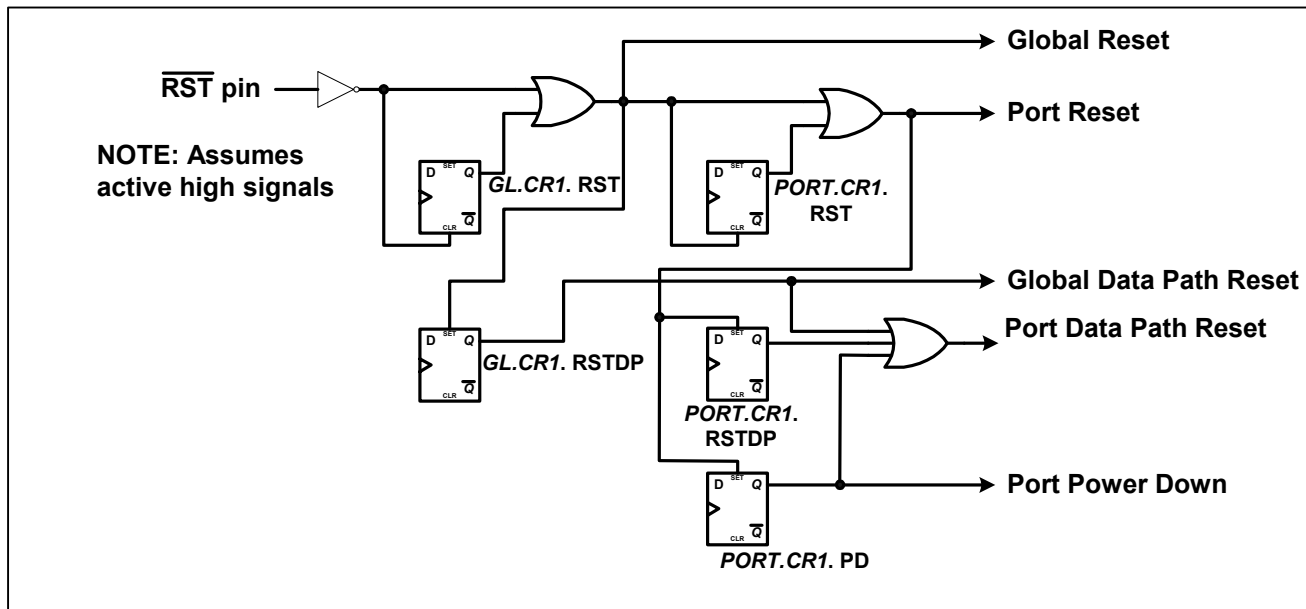 Global Reset
RST pin
Port Reset
NOTE: Assumes
active high signals
D SET Q
Q
CLR
GL.CR1. RST
D SET Q
Q
CLR
PORT.CR1.
RST
Global Data Path Reset
Port Data Path Reset
D SET Q
Q
CLR
GL.CR1. RSTDP
D SET Q
Q
CLR
PORT.CR1.
RSTDP
D SET Q
Q
CLR
Port Power Down
PORT.CR1. PD